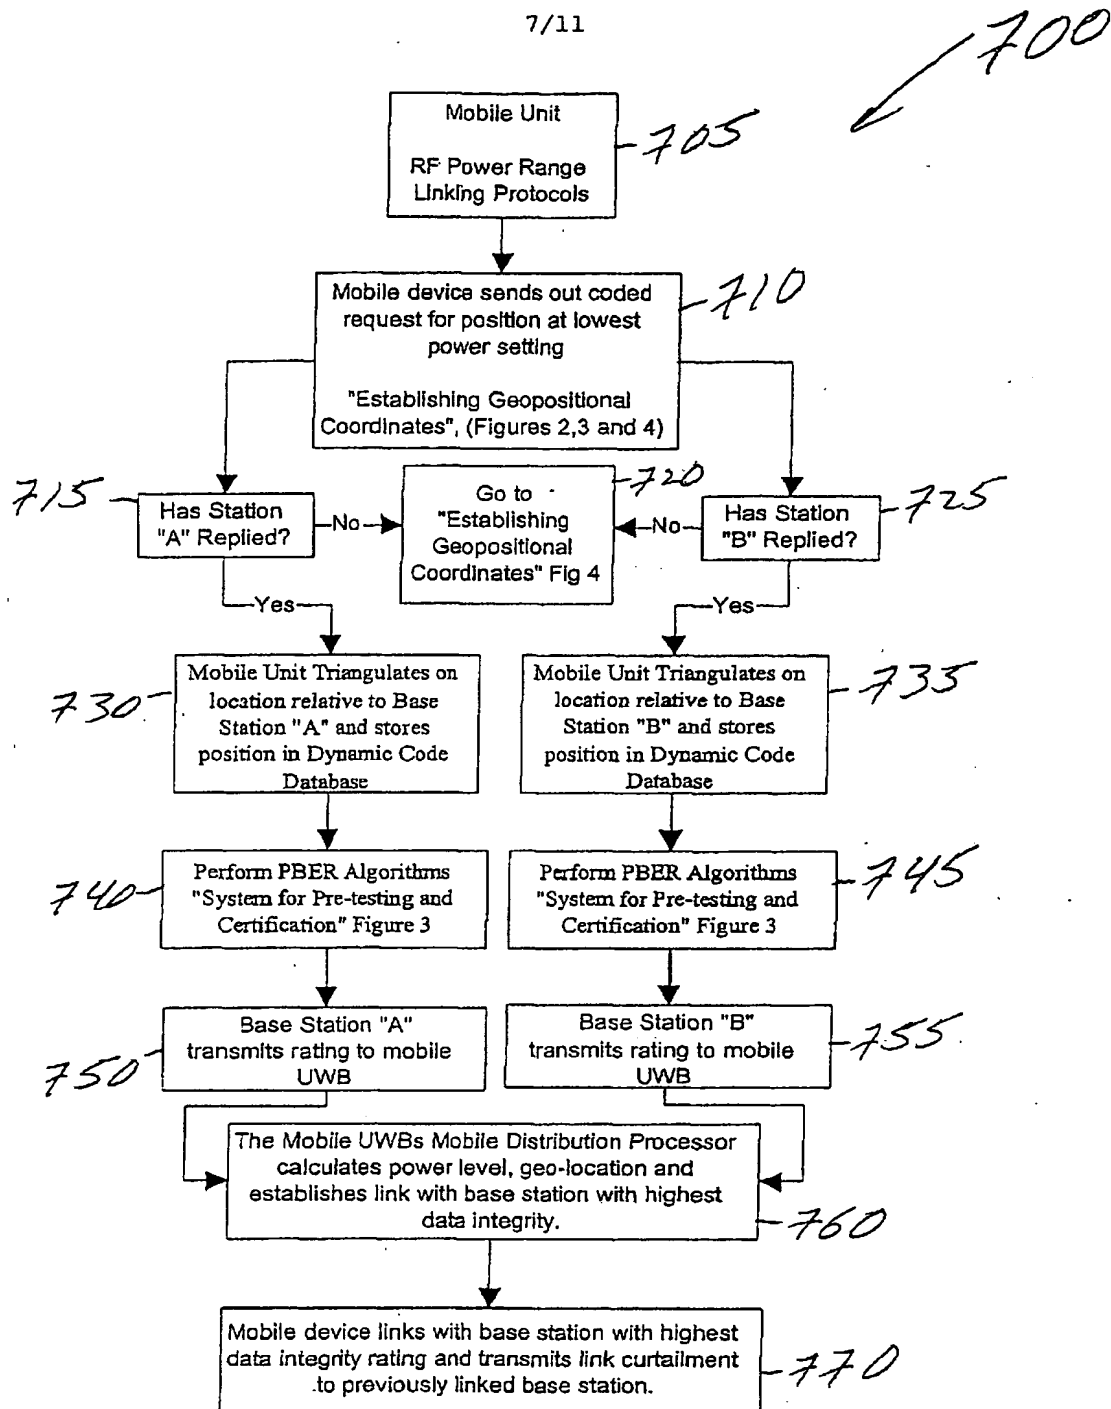 7/11
700
Mobile Unit
RF Power Range
Linking Protocols
705
Mobile device sends out coded
request for position at lowest
power setting
"Establishing Geopositional
Coordinates", (Figures 2,3 and 4)
710
715
Has Station
"A" Replied?
No
Go to
"Establishing
Geopositional
Coordinates" Fig 4
720
No
Has Station
"B" Replied?
725
Yes
Yes
730
Mobile Unit Triangulates on
location relative to Base
Station "A" and stores
position in Dynamic Code
Database
Mobile Unit Triangulates on
location relative to Base
Station "B" and stores
position in Dynamic Code
Database
735
740
Perform PBER Algorithms
"System for Pre-testing and
Certification" Figure 3
Perform PBER Algorithms
"System for Pre-testing and
Certification" Figure 3
745
750
Base Station "A"
transmits rating to mobile
UWB
Base Station "B"
transmits rating to mobile
UWB
755
The Mobile UWBs Mobile Distribution Processor
calculates power level, geo-location and
establishes link with base station with highest
data integrity.
760
Mobile device links with base station with highest
data integrity rating and transmits link curtailment
to previously linked base station.
770